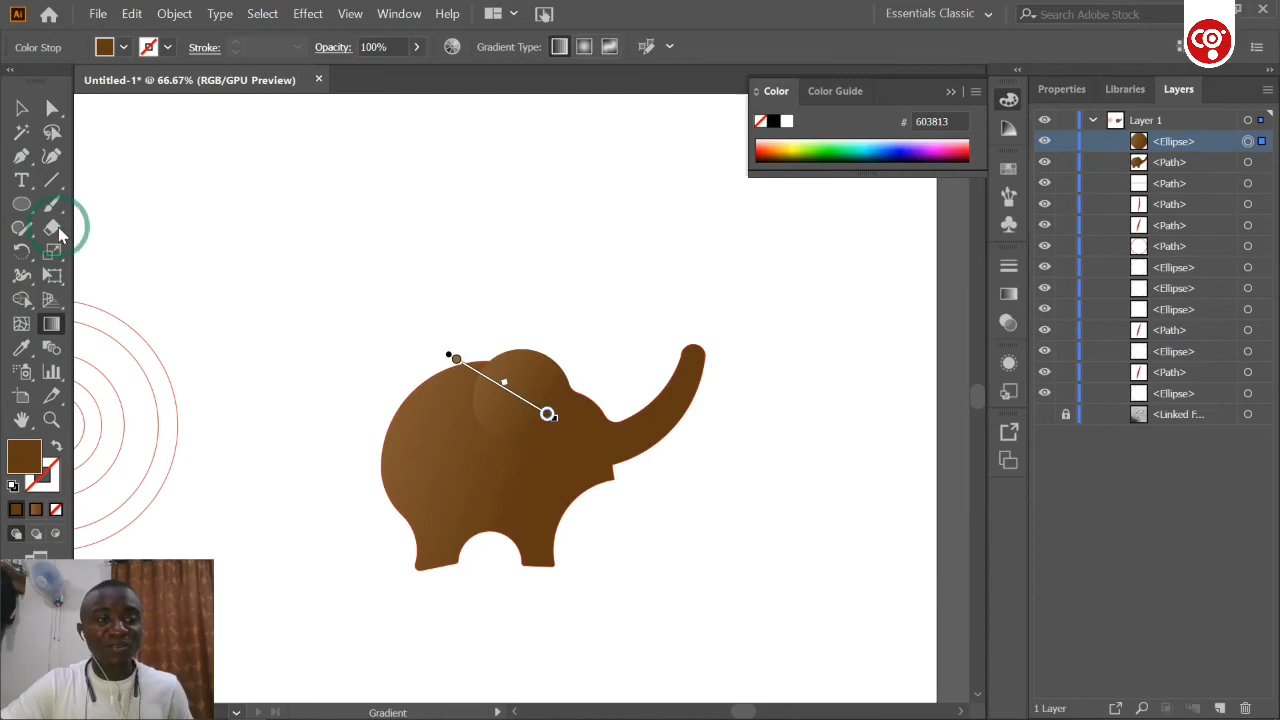 Ai File Edit Object Type Select Effect View Window Help Essentials Classic Search Adobe Stock
Color Stop Stroke: Opacity: 100% Gradient Type:
Untitled-1* @ 66.67% (RGB/GPU Preview)
Color Color Guide
# 603813
Properties Libraries Layers
Layer 1
<Ellipse>
<Path>
<Path>
<Path>
<Path>
<Path>
<Ellipse>
<Ellipse>
<Ellipse>
<Path>
<Ellipse>
<Path>
<Ellipse>
<Linked F...
Gradient
1 Layer